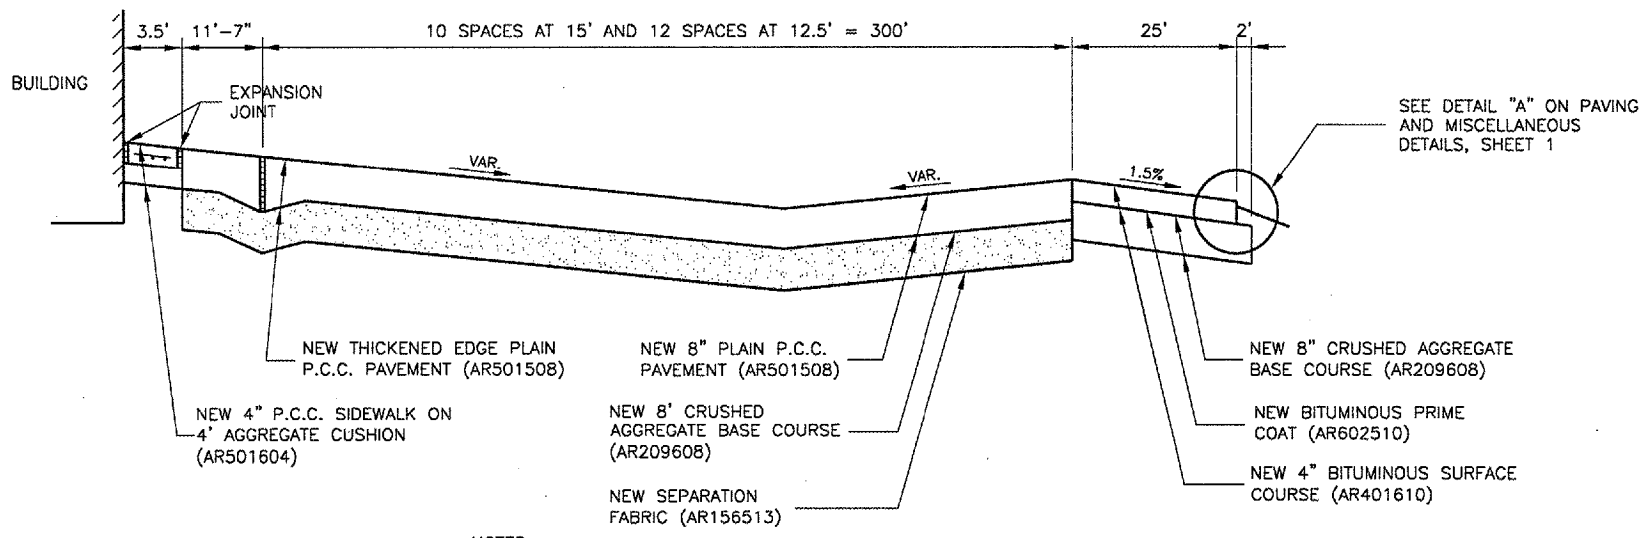 3.5' 11'-7" 10 SPACES AT 15' AND 12 SPACES AT 12.5' = 300' 25' 2'
BUILDING
EXPANSION
JOINT
SEE DETAIL "A" ON PAVING
AND MISCELLANEOUS
DETAILS, SHEET 1
VAR. VAR. 1.5%
NEW THICKENED EDGE PLAIN
P.C.C. PAVEMENT (AR501508)
NEW 8" PLAIN P.C.C.
PAVEMENT (AR501508)
NEW 8" CRUSHED AGGREGATE
BASE COURSE (AR209608)
NEW 4" P.C.C. SIDEWALK ON
4' AGGREGATE CUSHION
(AR501604)
NEW 8' CRUSHED
AGGREGATE BASE COURSE
(AR209608)
NEW BITUMINOUS PRIME
COAT (AR602510)
NEW SEPARATION
FABRIC (AR156513)
NEW 4" BITUMINOUS SURFACE
COURSE (AR401610)